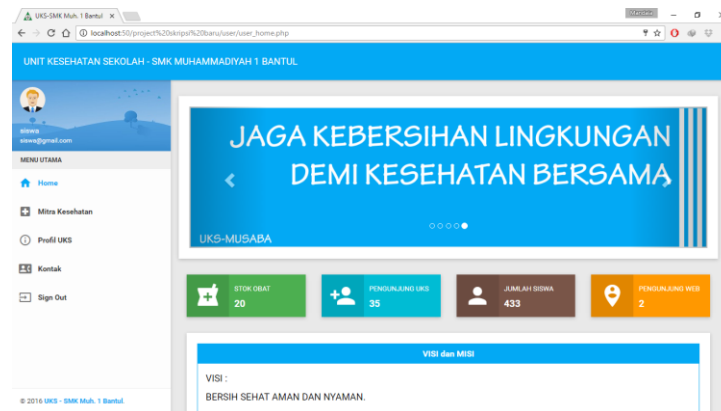 UKS-SMK Muh. 1 Bantul
localhost:50/project%20skripsi%20baru/user/user_home.php
UNIT KESEHATAN SEKOLAH - SMK MUHAMMADIYAH 1 BANTUL
siswa
siswa@gmail.com
MENU UTAMA
Home
Mitra Kesehatan
Profil UKS
Kontak
Sign Out
© 2016 UKS - SMK Muh. 1 Bantul.
JAGA KEBERSIHAN LINGKUNGAN
DEMI KESEHATAN BERSAMA
UKS-MUSABA
STOK OBAT
20
PENGUNJUNG UKS
35
JUMLAH SISWA
433
PENGUNJUNG WEB
2
VISI dan MISI
VISI :
BERSIH SEHAT AMAN DAN NYAMAN.